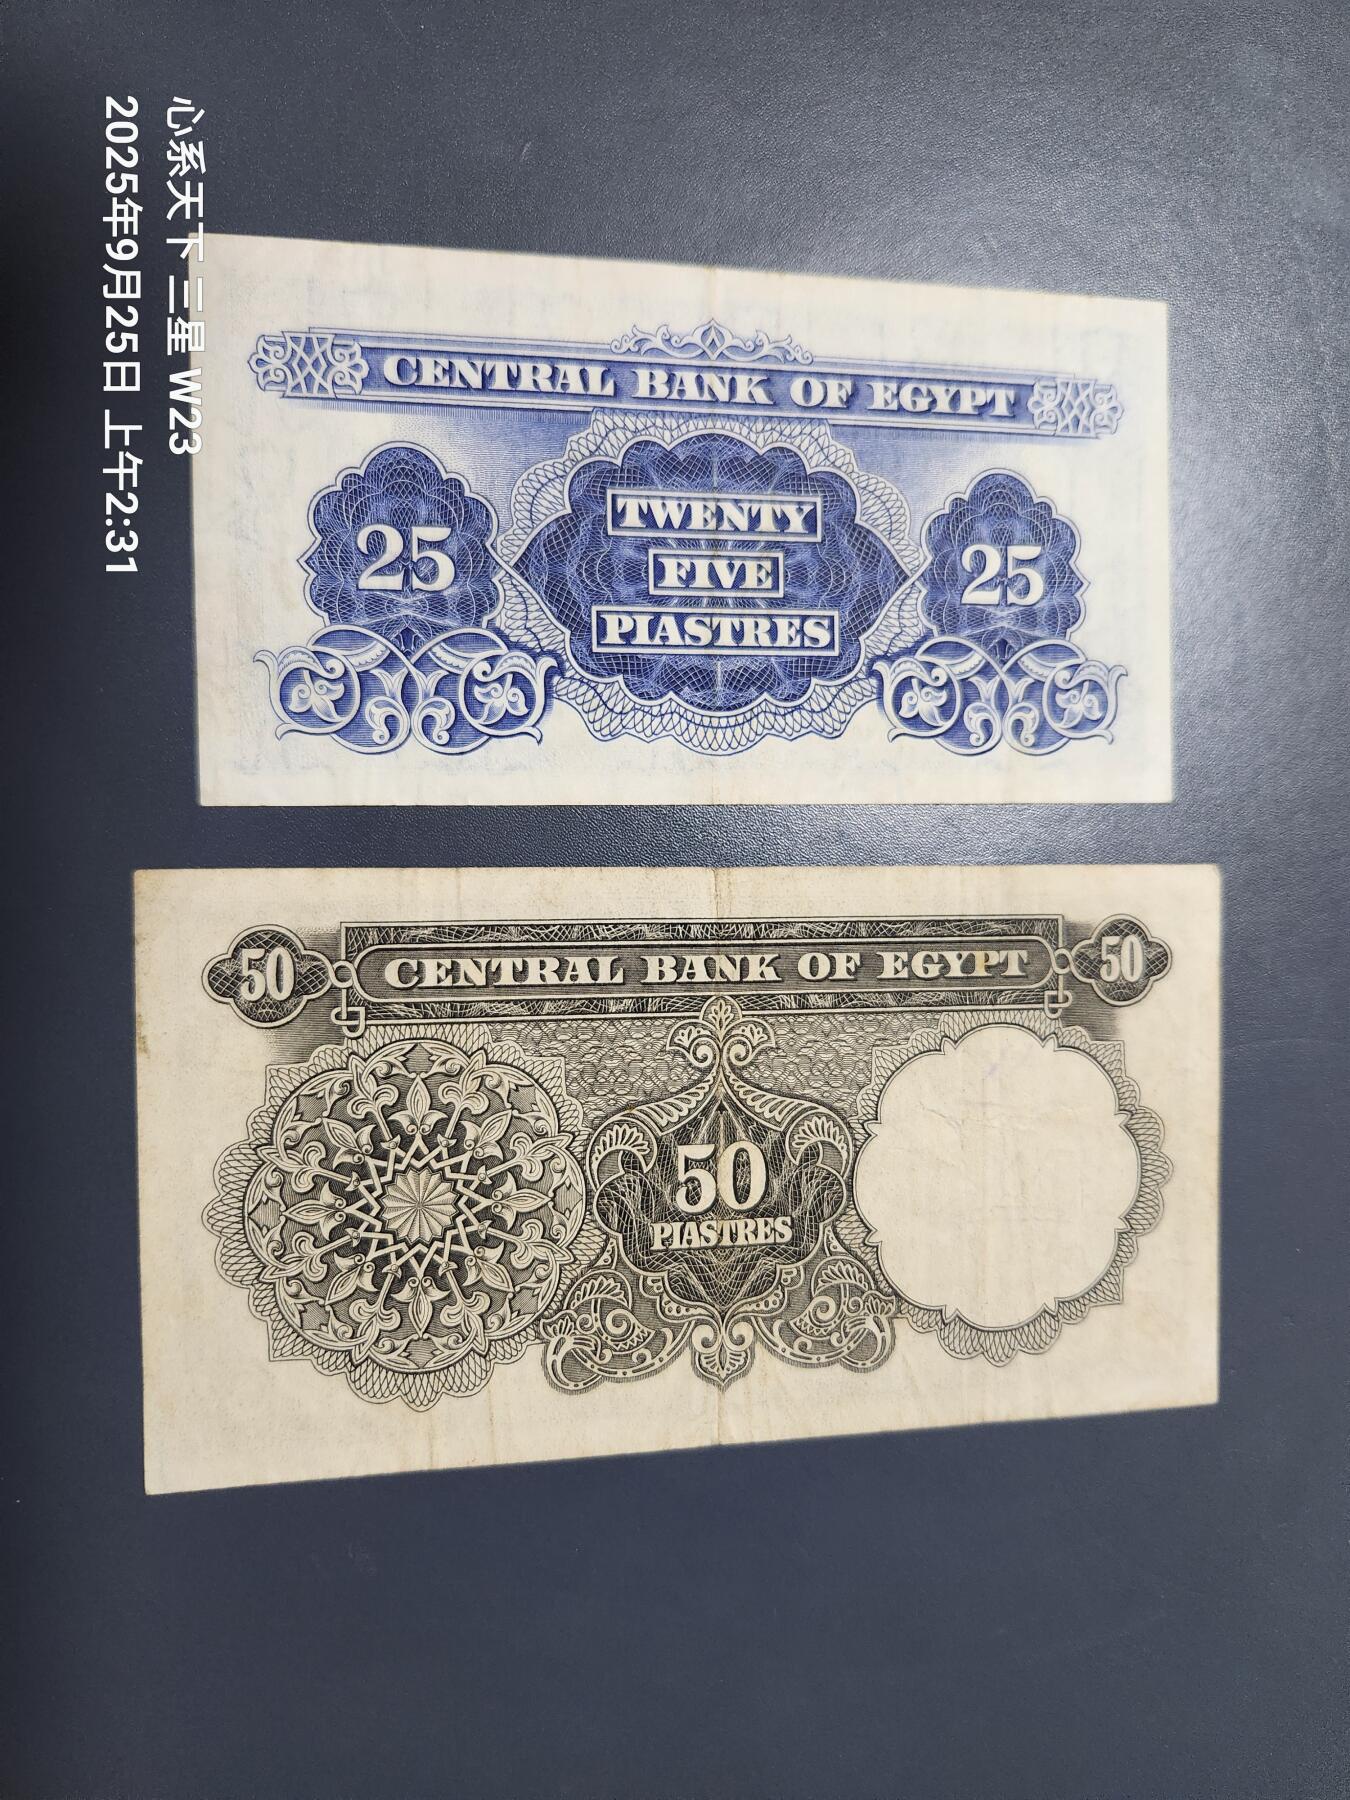 心系天下 三星 W23
2025年9月25日 上午2:31
CENTRAL BANK OF EGYPT
25
TWENTY
FIVE
PIASTRES
25
50
CENTRAL BANK OF EGYPT
50
50
PIASTRES